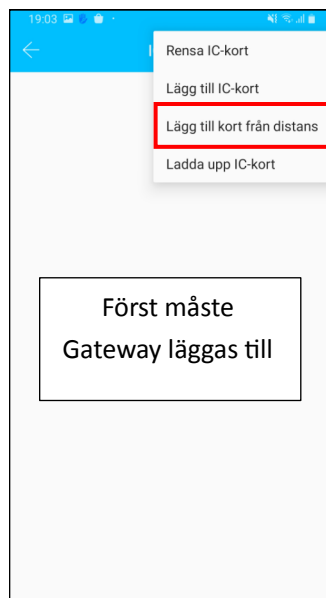 19:03
Rensa IC-kort
Lägg till IC-kort
Lägg till kort från distans
Ladda upp IC-kort
Först måste
Gateway läggas till